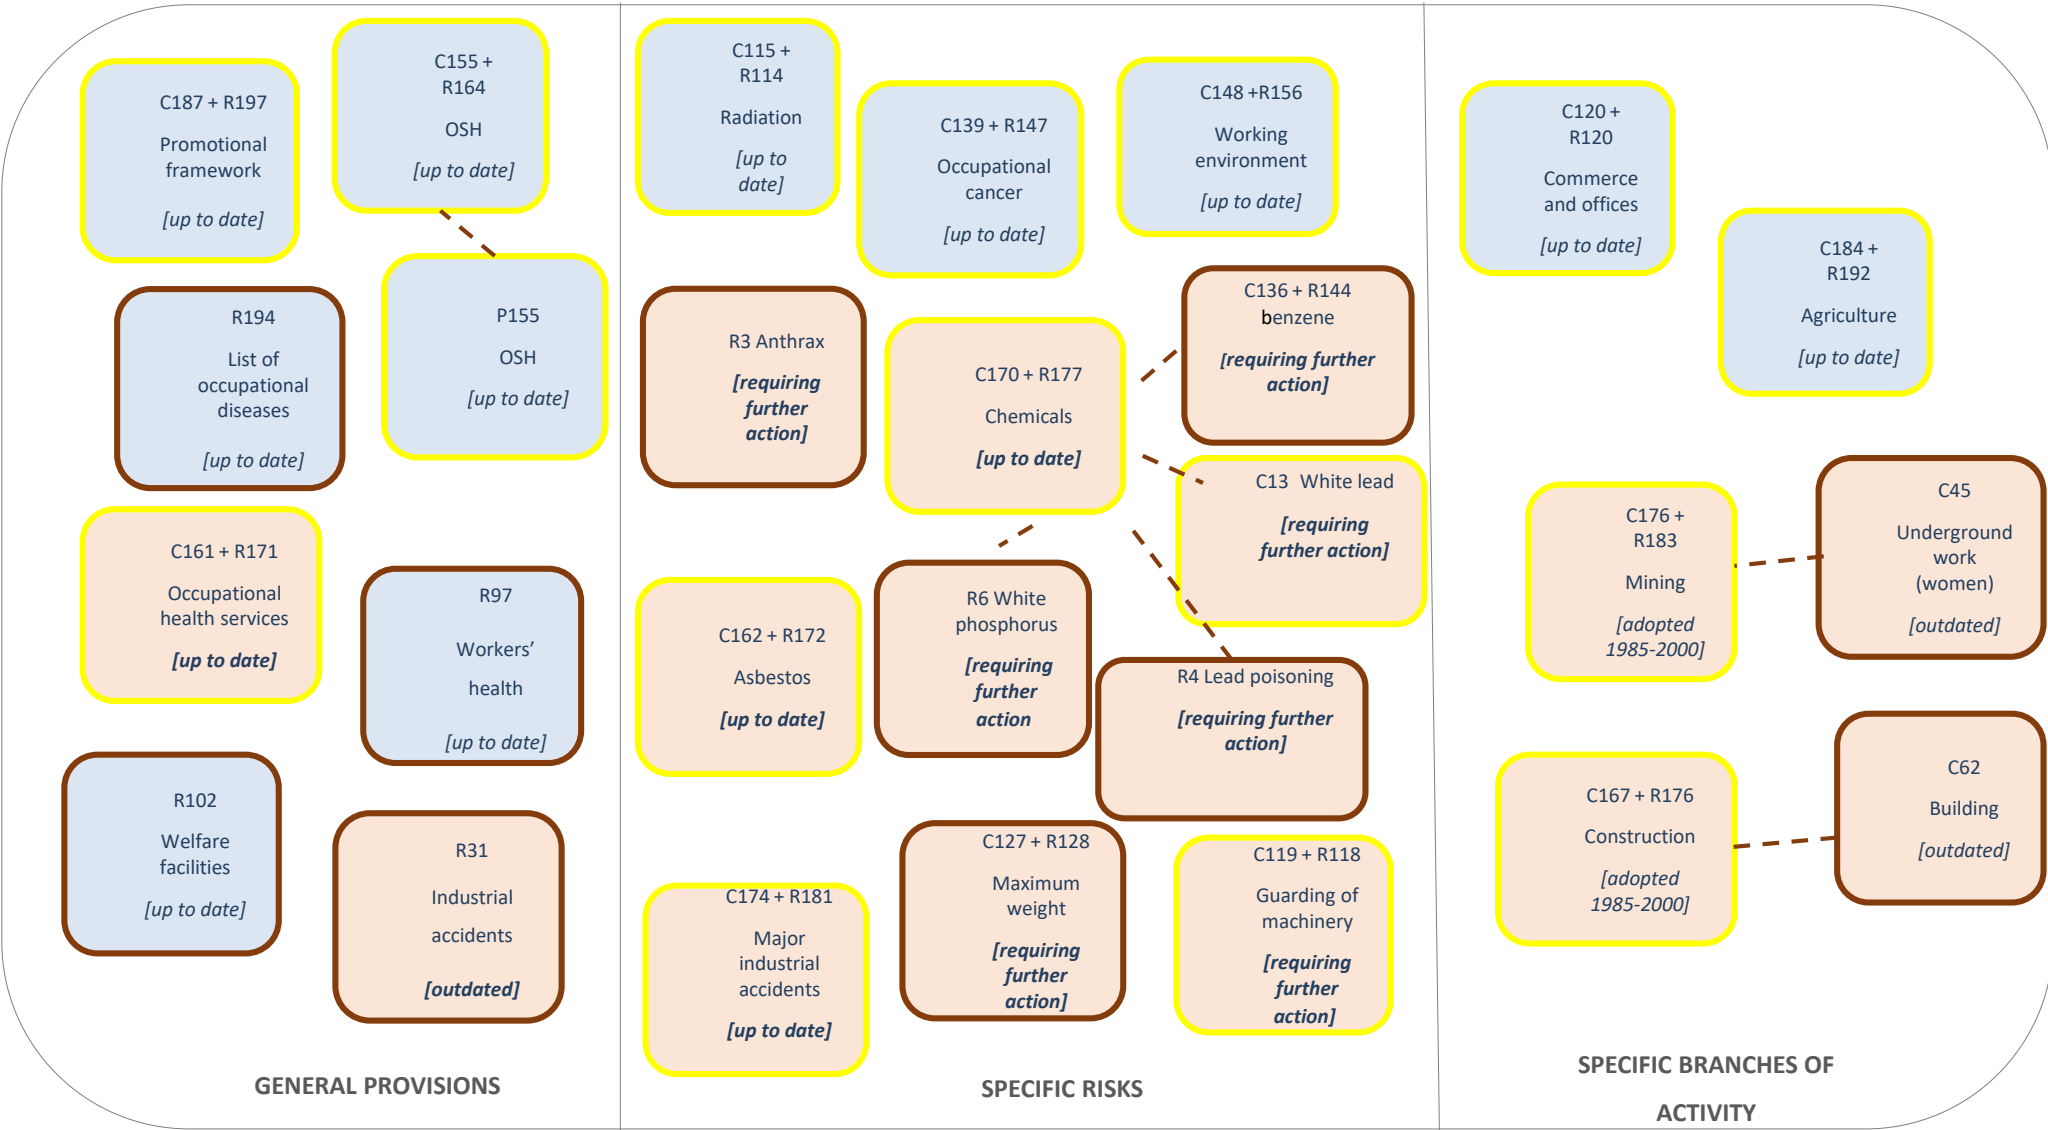 C187 + R197
Promotional
framework
[up to date]
C155 +
R164
OSH
[up to date]
P155
OSH
[up to date]
R194
List of
occupational
diseases
[up to date]
C161 + R171
Occupational
health services
[up to date]
R97
Workers’
health
[up to date]
R102
Welfare
facilities
[up to date]
R31
Industrial
accidents
[outdated]
GENERAL PROVISIONS
C115 +
R114
Radiation
[up to
date]
C139 + R147
Occupational
cancer
[up to date]
C148 +R156
Working
environment
[up to date]
R3 Anthrax
[requiring
further
action]
C170 + R177
Chemicals
[up to date]
C136 + R144
benzene
[requiring further
action]
C13 White lead
[requiring
further action]
C162 + R172
Asbestos
[up to date]
R6 White
phosphorus
[requiring
further
action
R4 Lead poisoning
[requiring further
action]
C174 + R181
Major
industrial
accidents
[up to date]
C127 + R128
Maximum
weight
[requiring
further
action]
C119 + R118
Guarding of
machinery
[requiring
further
action]
SPECIFIC RISKS
C120 +
R120
Commerce
and offices
[up to date]
C184 +
R192
Agriculture
[up to date]
C176 +
R183
Mining
[adopted
1985-2000]
C45
Underground
work
(women)
[outdated]
C167 + R176
Construction
[adopted
1985-2000]
C62
Building
[outdated]
SPECIFIC BRANCHES OF
ACTIVITY